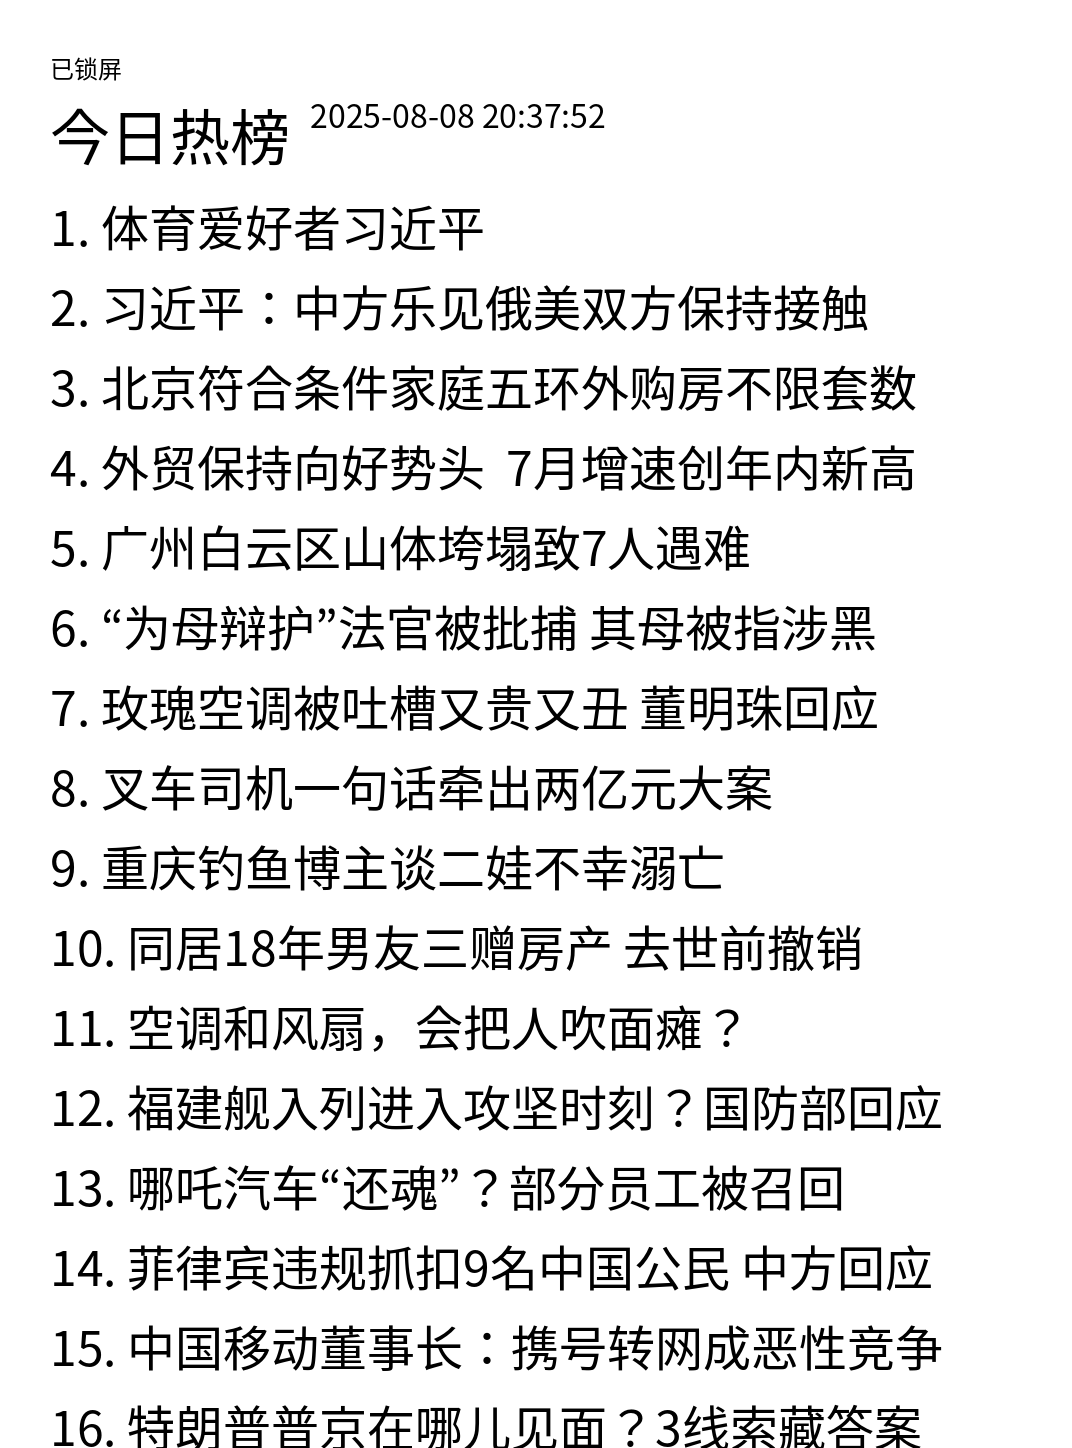 已锁屏
今日热榜 2025-08-08 20:37:52
1. 体育爱好者习近平
2. 习近平：中方乐见俄美双方保持接触
3. 北京符合条件家庭五环外购房不限套数
4. 外贸保持向好势头 7月增速创年内新高
5. 广州白云区山体垮塌致7人遇难
6. “为母辩护”法官被批捕 其母被指涉黑
7. 玫瑰空调被吐槽又贵又丑 董明珠回应
8. 叉车司机一句话牵出两亿元大案
9. 重庆钓鱼博主谈二娃不幸溺亡
10. 同居18年男友三赠房产 去世前撤销
11. 空调和风扇，会把人吹面瘫？
12. 福建舰入列进入攻坚时刻？国防部回应
13. 哪吒汽车“还魂”？部分员工被召回
14. 菲律宾违规抓扣9名中国公民 中方回应
15. 中国移动董事长：携号转网成恶性竞争
16. 特朗普普京在哪儿见面？3线索藏答案